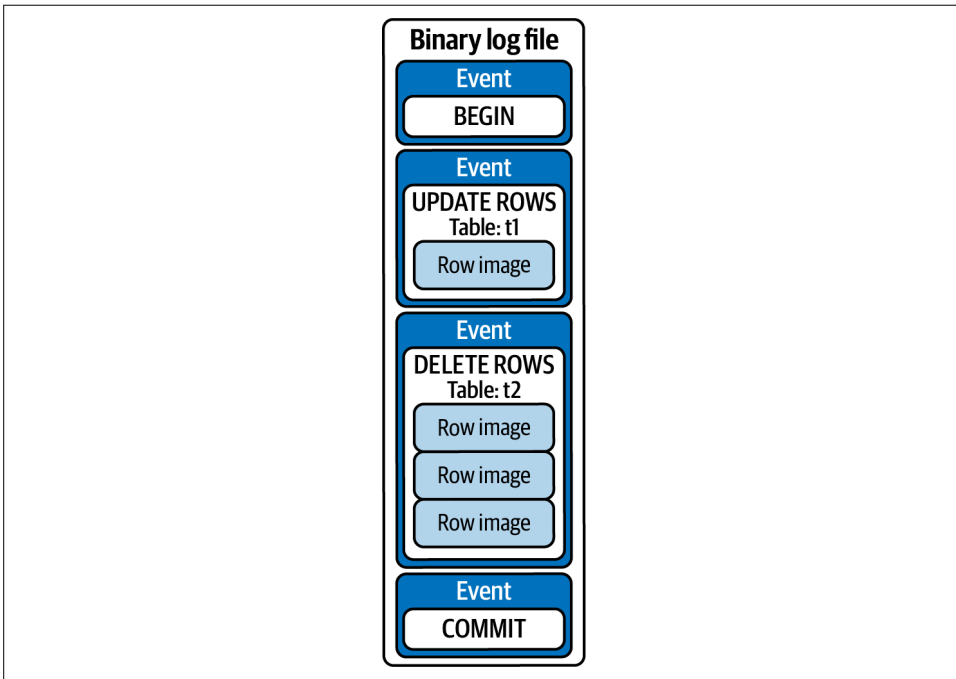 Binary log file
Event
BEGIN
Event
UPDATE ROWS
Table: t1
Row image
Event
DELETE ROWS
Table: t2
Row image
Row image
Row image
Event
COMMIT